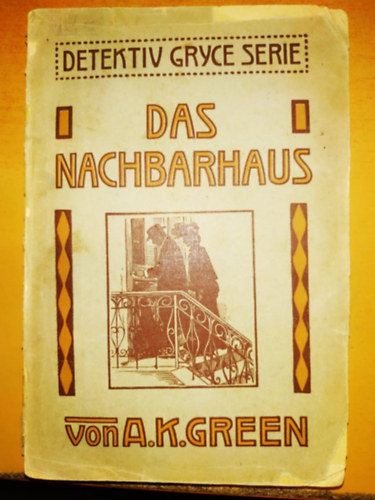 DETEKTIV GRYCE SERIE
DAS
NACHBARHAUS
von A.K.GREEN